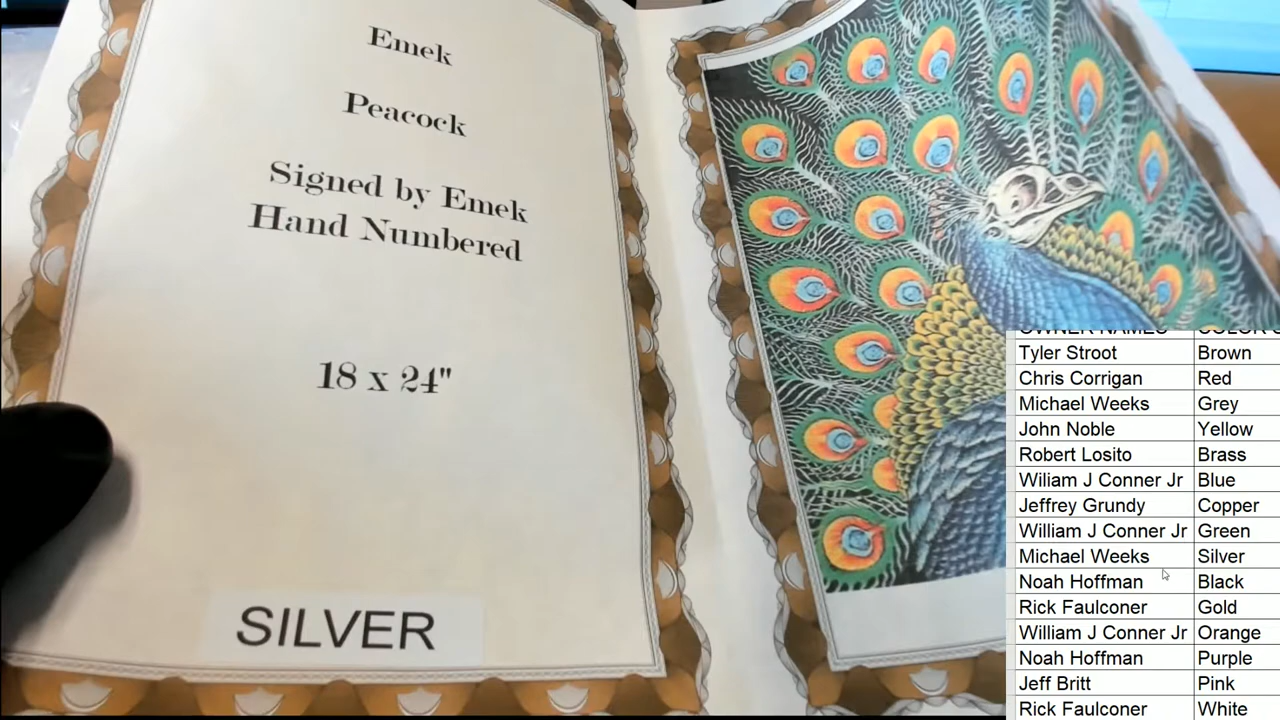 Emek
Peacock
Signed by Emek
Hand Numbered
18 x 24"
SILVER
OWNER NAMES
Tyler Stroot Brown
Chris Corrigan Red
Michael Weeks Grey
John Noble Yellow
Robert Losito Brass
Wiliam J Conner Jr Blue
Jeffrey Grundy Copper
William J Conner Jr Green
Michael Weeks Silver
Noah Hoffman Black
Rick Faulconer Gold
William J Conner Jr Orange
Noah Hoffman Purple
Jeff Britt Pink
Rick Faulconer White